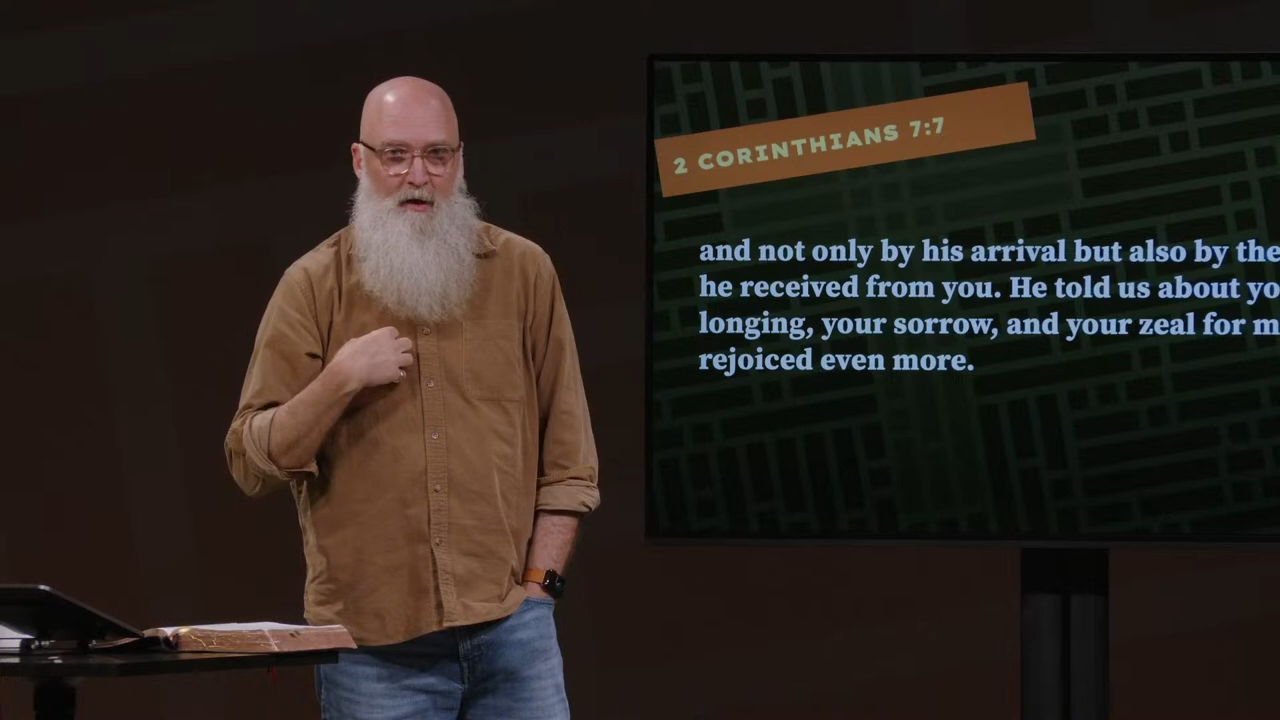 2 CORINTHIANS 7:7
and not only by his arrival but also by the
he received from you. He told us about yo
longing, your sorrow, and your zeal for m
rejoiced even more.